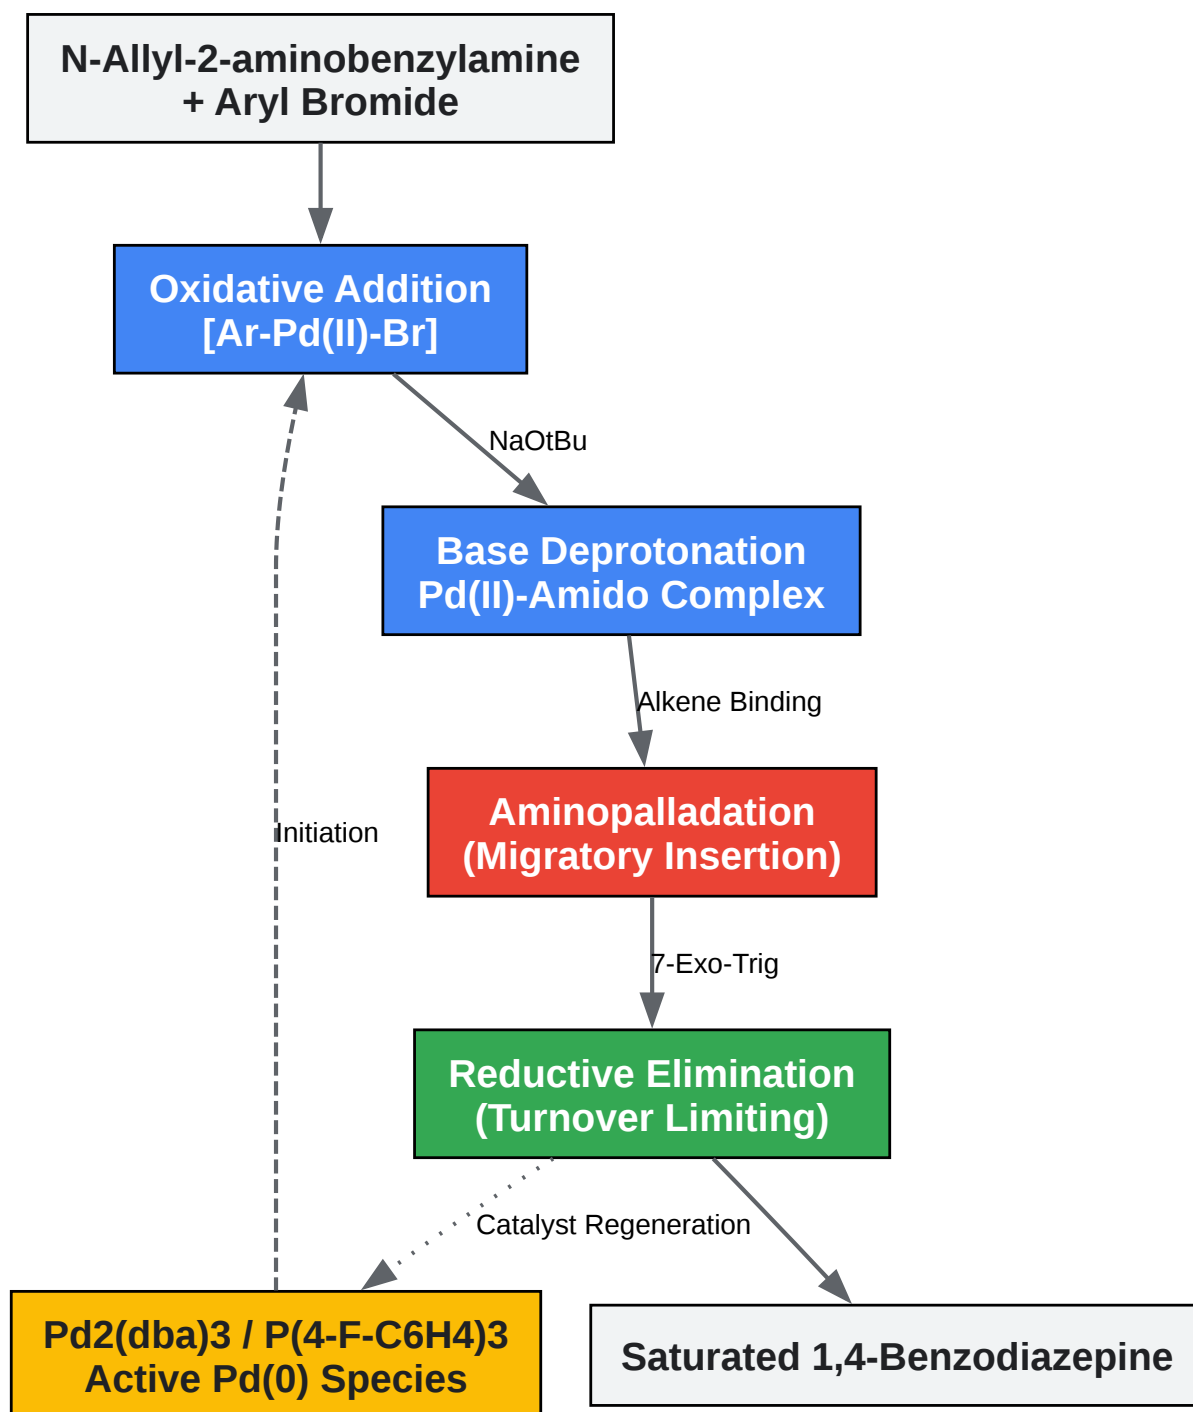 N-Allyl-2-aminobenzylamine
+ Aryl Bromide
Oxidative Addition
[Ar-Pd(II)-Br]
NaOtBu
Base Deprotonation
Pd(II)-Amido Complex
Alkene Binding
Aminopalladation
(Migratory Insertion)
Initiation
7-Exo-Trig
Reductive Elimination
(Turnover Limiting)
Catalyst Regeneration
Pd2(dba)3 / P(4-F-C6H4)3
Active Pd(0) Species
Saturated 1,4-Benzodiazepine